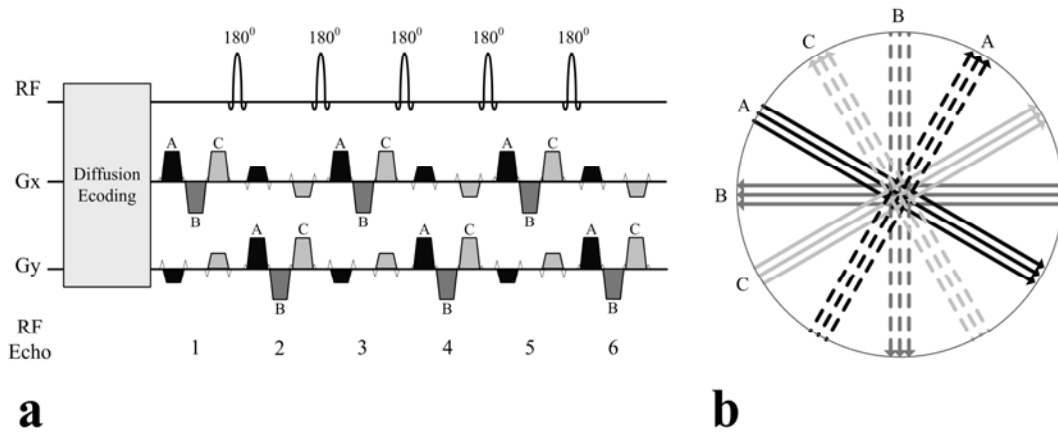 180⁰ 180⁰ 180⁰ 180⁰ 180⁰
RF
Diffusion
Ecoding
Gx
A C A C A C
B B B
Gy
A C A C A C
B B B
RF
Echo
1 2 3 4 5 6
a
B
C A
A
B
C
b